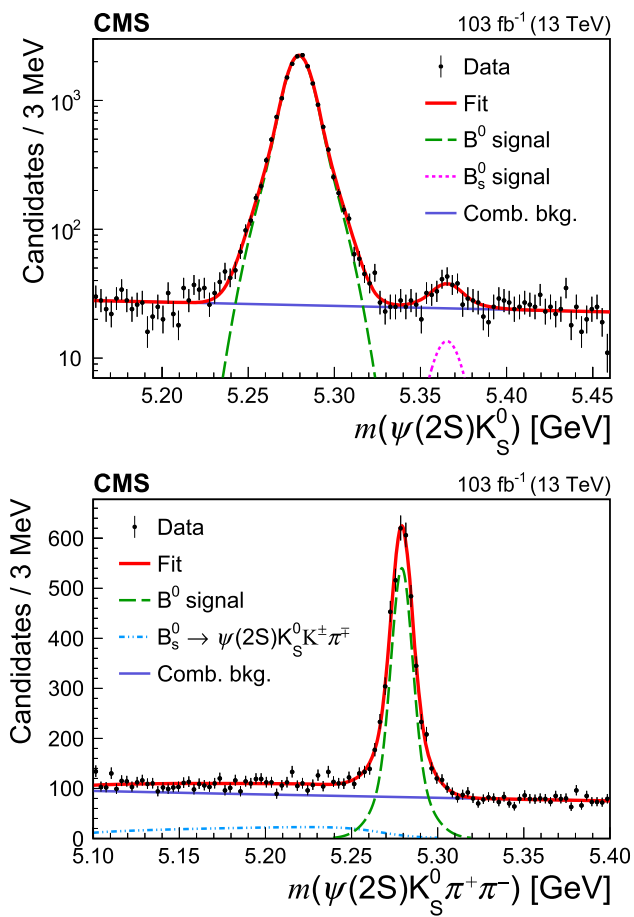 CMS 103 fb⁻¹ (13 TeV)
Candidates / 3 MeV
10³
10²
10
Data
Fit
B⁰ signal
B⁰ₛ signal
Comb. bkg.
5.20 5.25 5.30 5.35 5.40 5.45
m(ψ(2S)K⁰_S) [GeV]
CMS 103 fb⁻¹ (13 TeV)
Candidates / 3 MeV
600
500
400
300
200
100
0
Data
Fit
B⁰ signal
B⁰ₛ → ψ(2S)K⁰_S K^± π^∓
Comb. bkg.
5.10 5.15 5.20 5.25 5.30 5.35 5.40
m(ψ(2S)K⁰_S π⁺π⁻) [GeV]